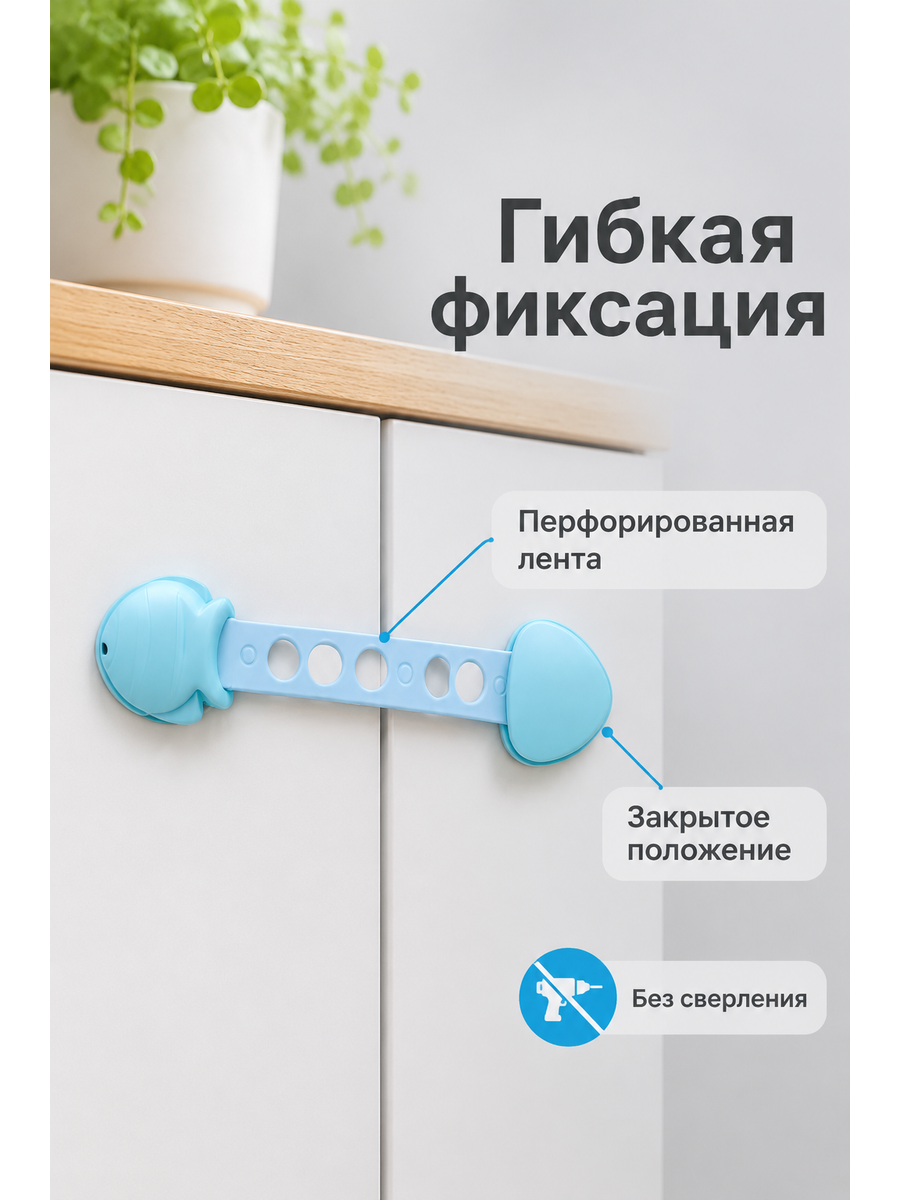 Гибкая
фиксация
Перфорированная
лента
Закрытое
положение
Без сверления